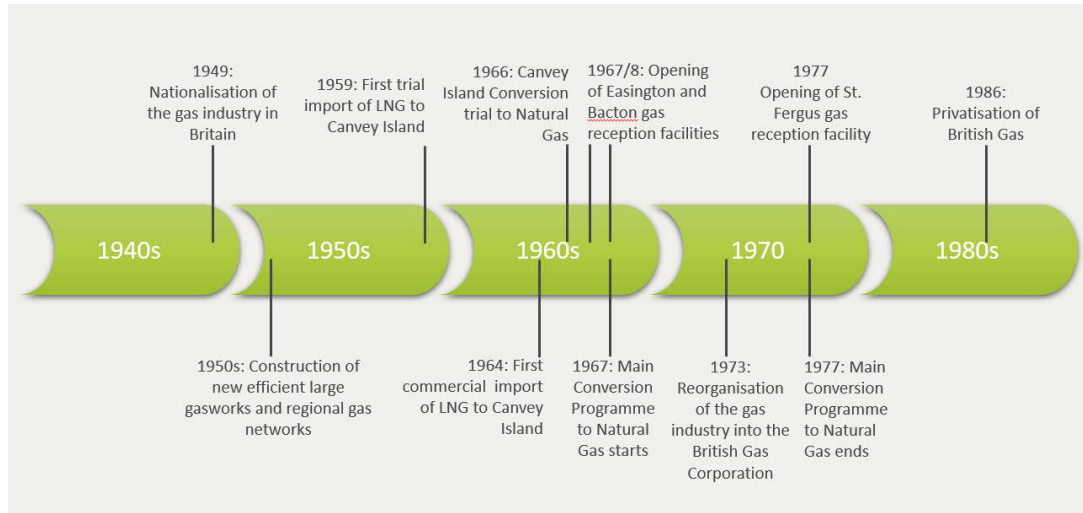 1949:
Nationalisation of
the gas industry in
Britain
1959: First trial
import of LNG to
Canvey Island
1966: Canvey
Island Conversion
trial to Natural
Gas
1967/8: Opening
of Easington and
Bacton gas
reception facilities
1977
Opening of St.
Fergus gas
reception facility
1986:
Privatisation of
British Gas
1940s
1950s
1960s
1970
1980s
1950s: Construction of
new efficient large
gasworks and regional gas
networks
1964: First
commercial import
of LNG to Canvey
Island
1967: Main
Conversion
Programme
to Natural
Gas starts
1973:
Reorganisation
of the gas
industry into the
British Gas
Corporation
1977: Main
Conversion
Programme
to Natural
Gas ends